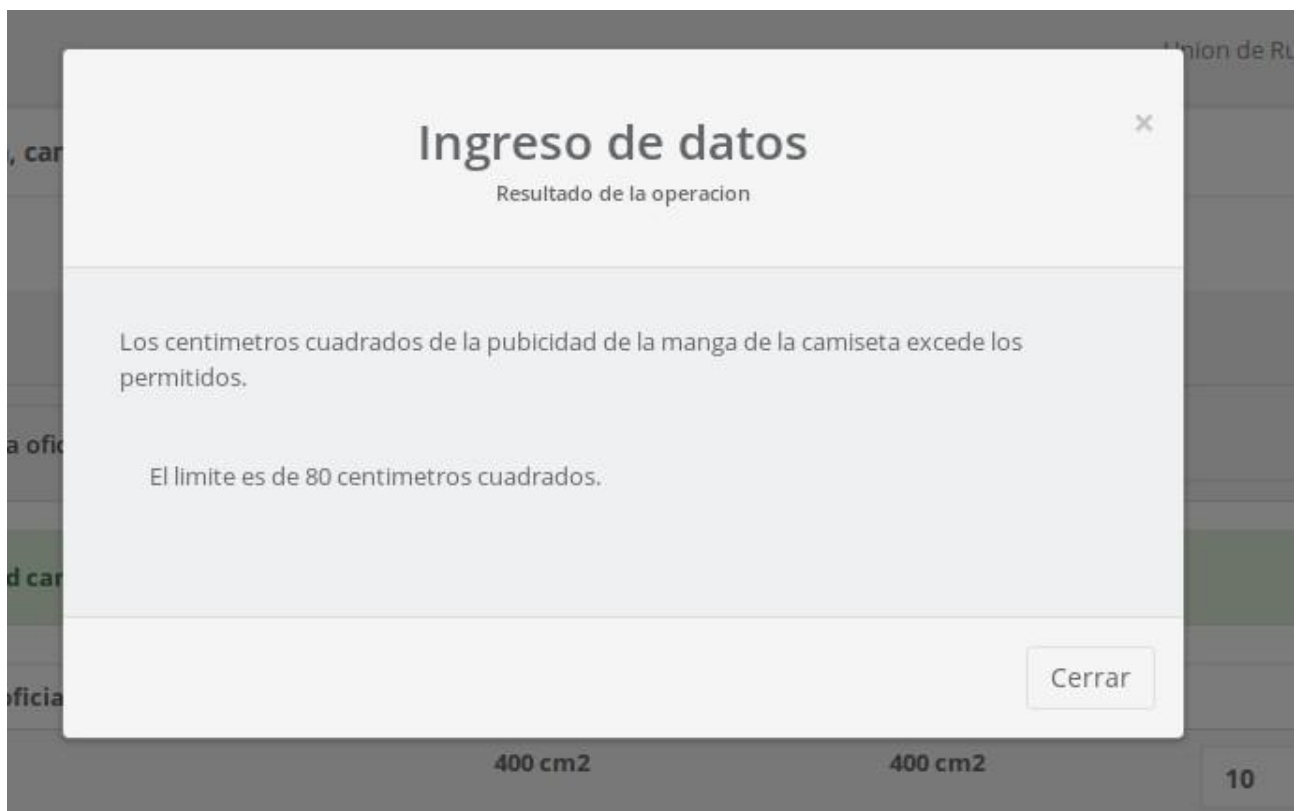 Union de Ru
, car
Ingreso de datos
×
Resultado de la operacion
Los centimetros cuadrados de la pubicidad de la manga de la camiseta excede los
permitidos.
a ofic
El limite es de 80 centimetros cuadrados.
d car
Cerrar
oficia
400 cm2 400 cm2 10